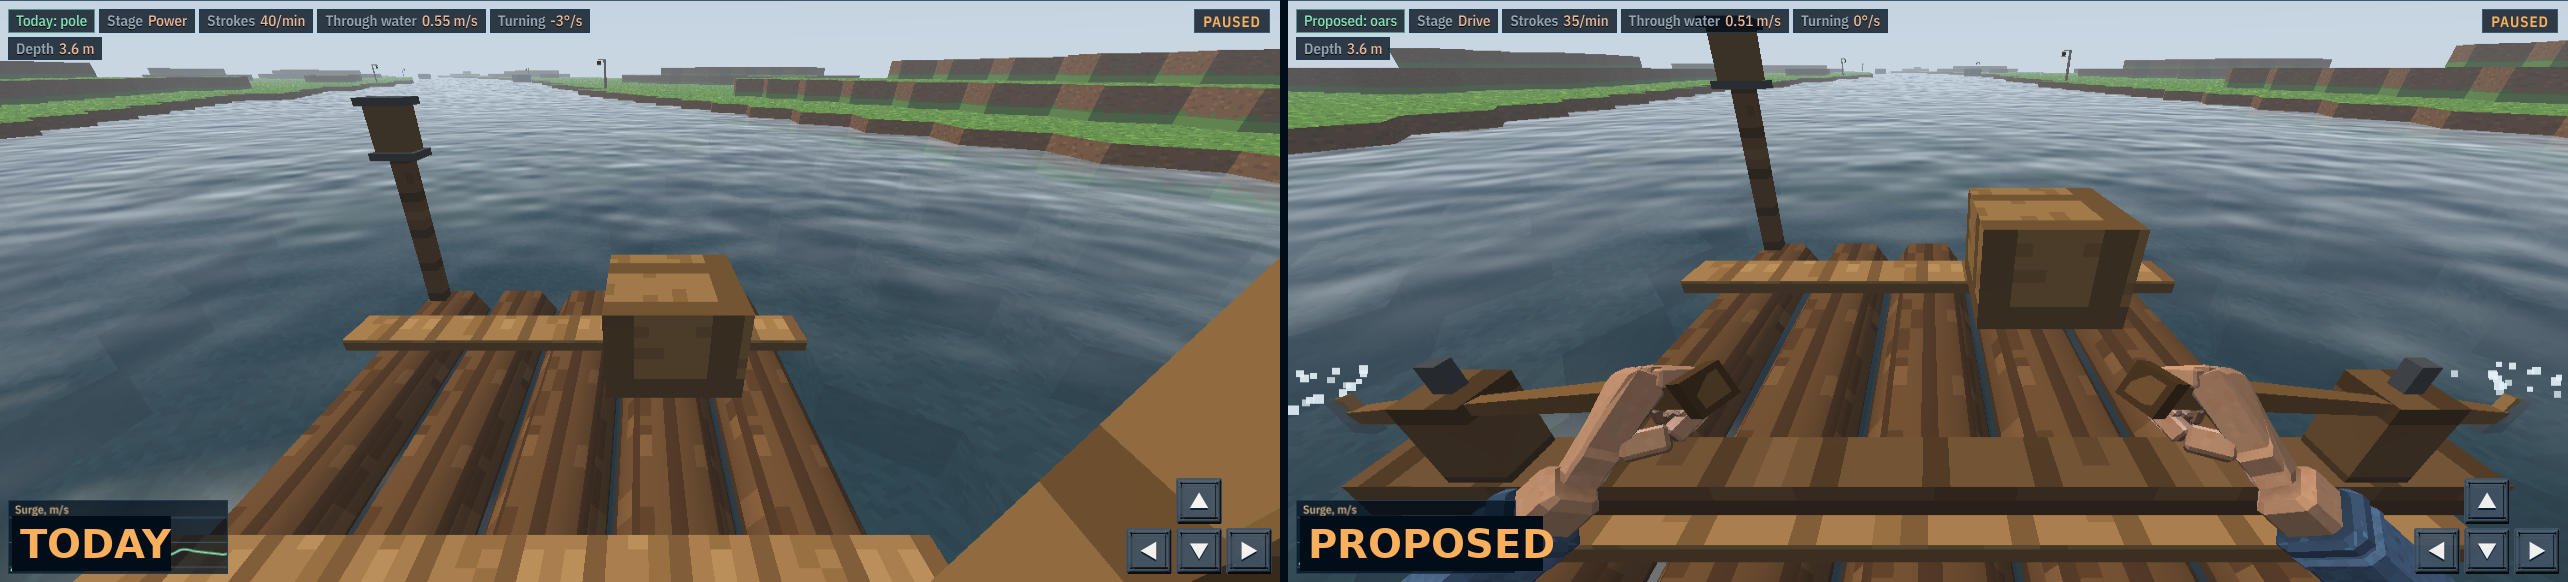 Today: pole Stage Power Strokes 40/min Through water 0.55 m/s Turning -3°/s PAUSED
Depth 3.6 m
Surge, m/s
TODAY
Proposed: oars Stage Drive Strokes 35/min Through water 0.51 m/s Turning 0°/s PAUSED
Depth 3.6 m
Surge, m/s
PROPOSED